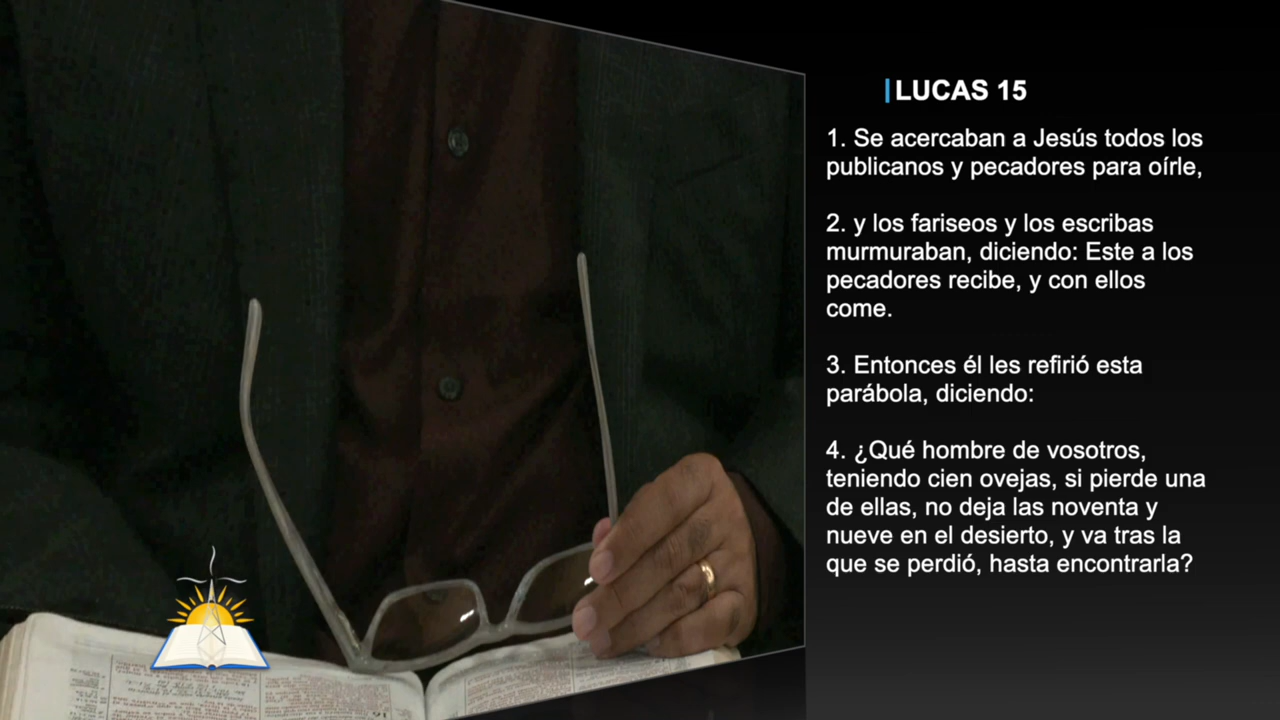 LUCAS 15
1. Se acercaban a Jesús todos los
publicanos y pecadores para oírle,
2. y los fariseos y los escribas
murmuraban, diciendo: Este a los
pecadores recibe, y con ellos
come.
3. Entonces él les refirió esta
parábola, diciendo:
4. ¿Qué hombre de vosotros,
teniendo cien ovejas, si pierde una
de ellas, no deja las noventa y
nueve en el desierto, y va tras la
que se perdió, hasta encontrarla?